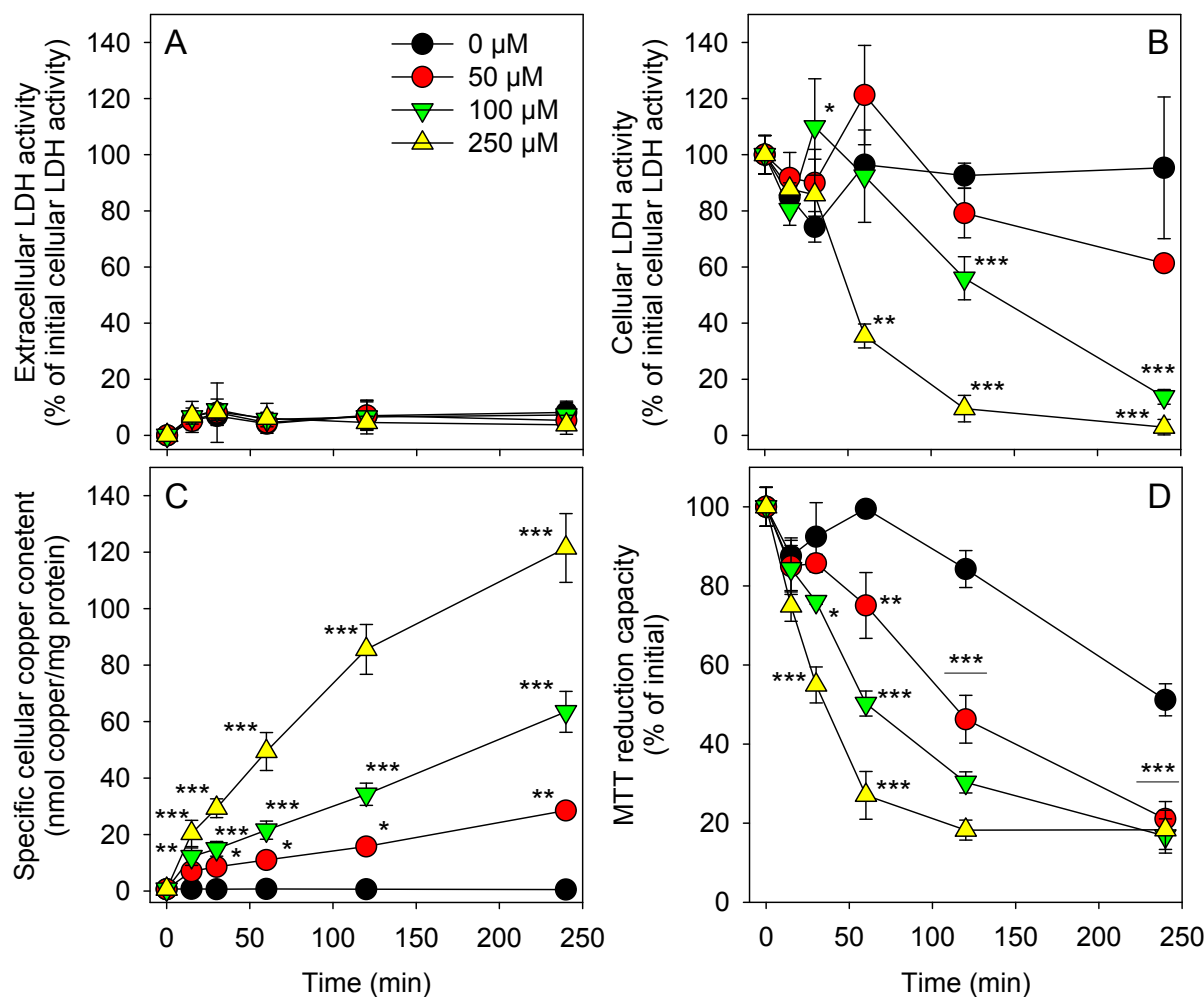 A
0 µM
50 µM
100 µM
250 µM
Extracellular LDH activity
(% of initial cellular LDH activity)
140
120
100
80
60
40
20
0
B
Cellular LDH activity
(% of initial cellular LDH activity)
140
120
100
80
60
40
20
0
*
**
***
***
***
***
C
Specific cellular copper conetent
(nmol copper/mg protein)
140
120
100
80
60
40
20
0
***
***
***
***
***
**
***
***
***
***
*
*
*
**
0 50 100 150 200 250
Time (min)
D
MTT reduction capacity
(% of initial)
100
80
60
40
20
0
*
**
***
***
***
***
***
0 50 100 150 200 250
Time (min)